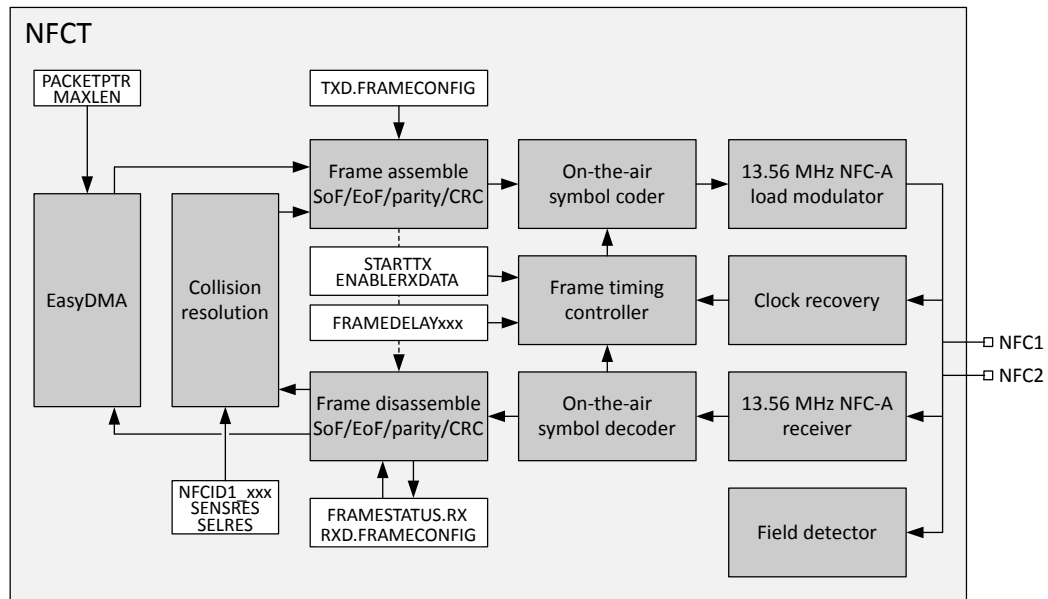 NFCT
PACKETPTR
MAXLEN
TXD.FRAMECONFIG
Frame assemble
SoF/EoF/parity/CRC
On-the-air
symbol coder
13.56 MHz NFC-A
load modulator
EasyDMA
Collision
resolution
STARTTX
ENABLERXDATA
FRAMEDELAYxxx
Frame timing
controller
Clock recovery
NFC1
NFC2
Frame disassemble
SoF/EoF/parity/CRC
On-the-air
symbol decoder
13.56 MHz NFC-A
receiver
NFCID1_xxx
SENSRES
SELRES
FRAMESTATUS.RX
RXD.FRAMECONFIG
Field detector